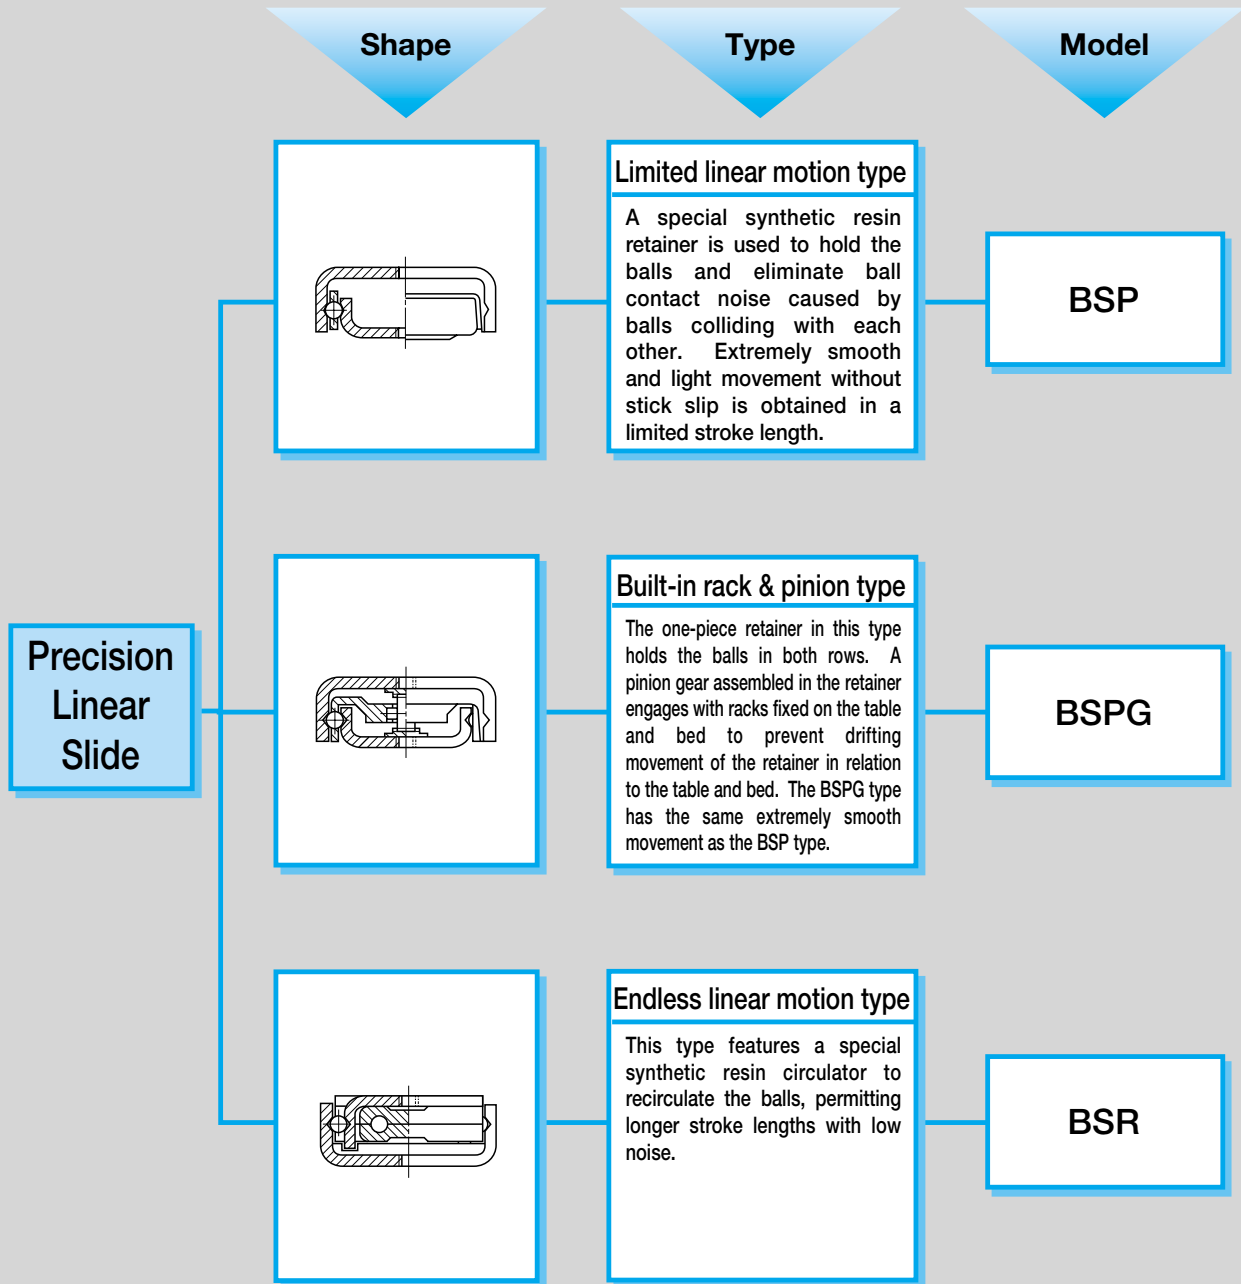 Shape
Type
Model
Limited linear motion type
A special synthetic resin
retainer is used to hold the
balls and eliminate ball
contact noise caused by
balls colliding with each
other. Extremely smooth
and light movement without
stick slip is obtained in a
limited stroke length.
BSP
Precision
Linear
Slide
Built-in rack & pinion type
The one-piece retainer in this type
holds the balls in both rows. A
pinion gear assembled in the retainer
engages with racks fixed on the table
and bed to prevent drifting
movement of the retainer in relation
to the table and bed. The BSPG type
has the same extremely smooth
movement as the BSP type.
BSPG
Endless linear motion type
This type features a special
synthetic resin circulator to
recirculate the balls, permitting
longer stroke lengths with low
noise.
BSR